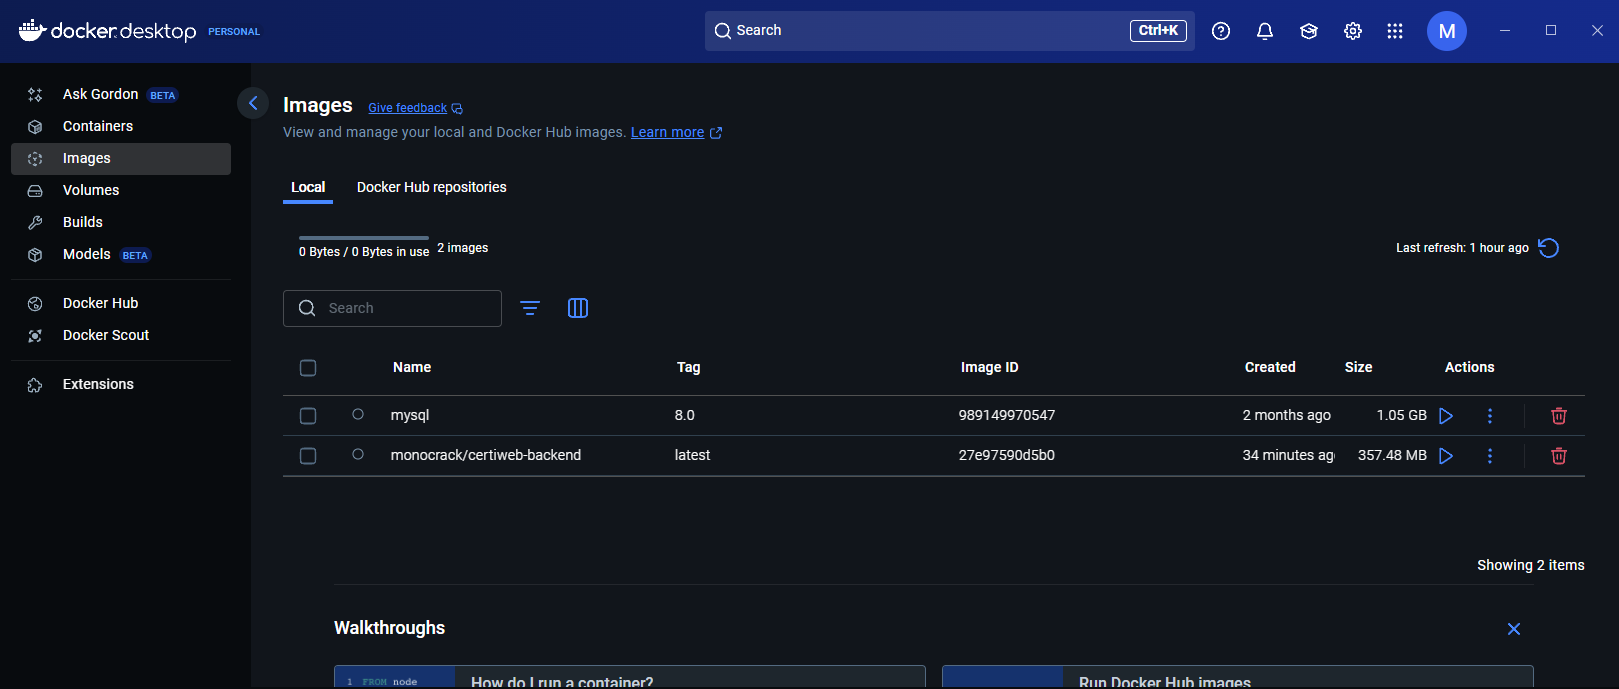 docker.desktop PERSONAL
Search Ctrl+K
M
Ask Gordon BETA
Containers
Images
Volumes
Builds
Models BETA
Docker Hub
Docker Scout
Extensions
Images Give feedback
View and manage your local and Docker Hub images. Learn more
Local Docker Hub repositories
0 Bytes / 0 Bytes in use 2 images Last refresh: 1 hour ago
Search
Name Tag Image ID Created Size Actions
mysql 8.0 989149970547 2 months ago 1.05 GB
monocrack/certiweb-backend latest 27e97590d5b0 34 minutes ag 357.48 MB
Showing 2 items
Walkthroughs
1 FROM node
How do I run a container?
Run Docker Hub images